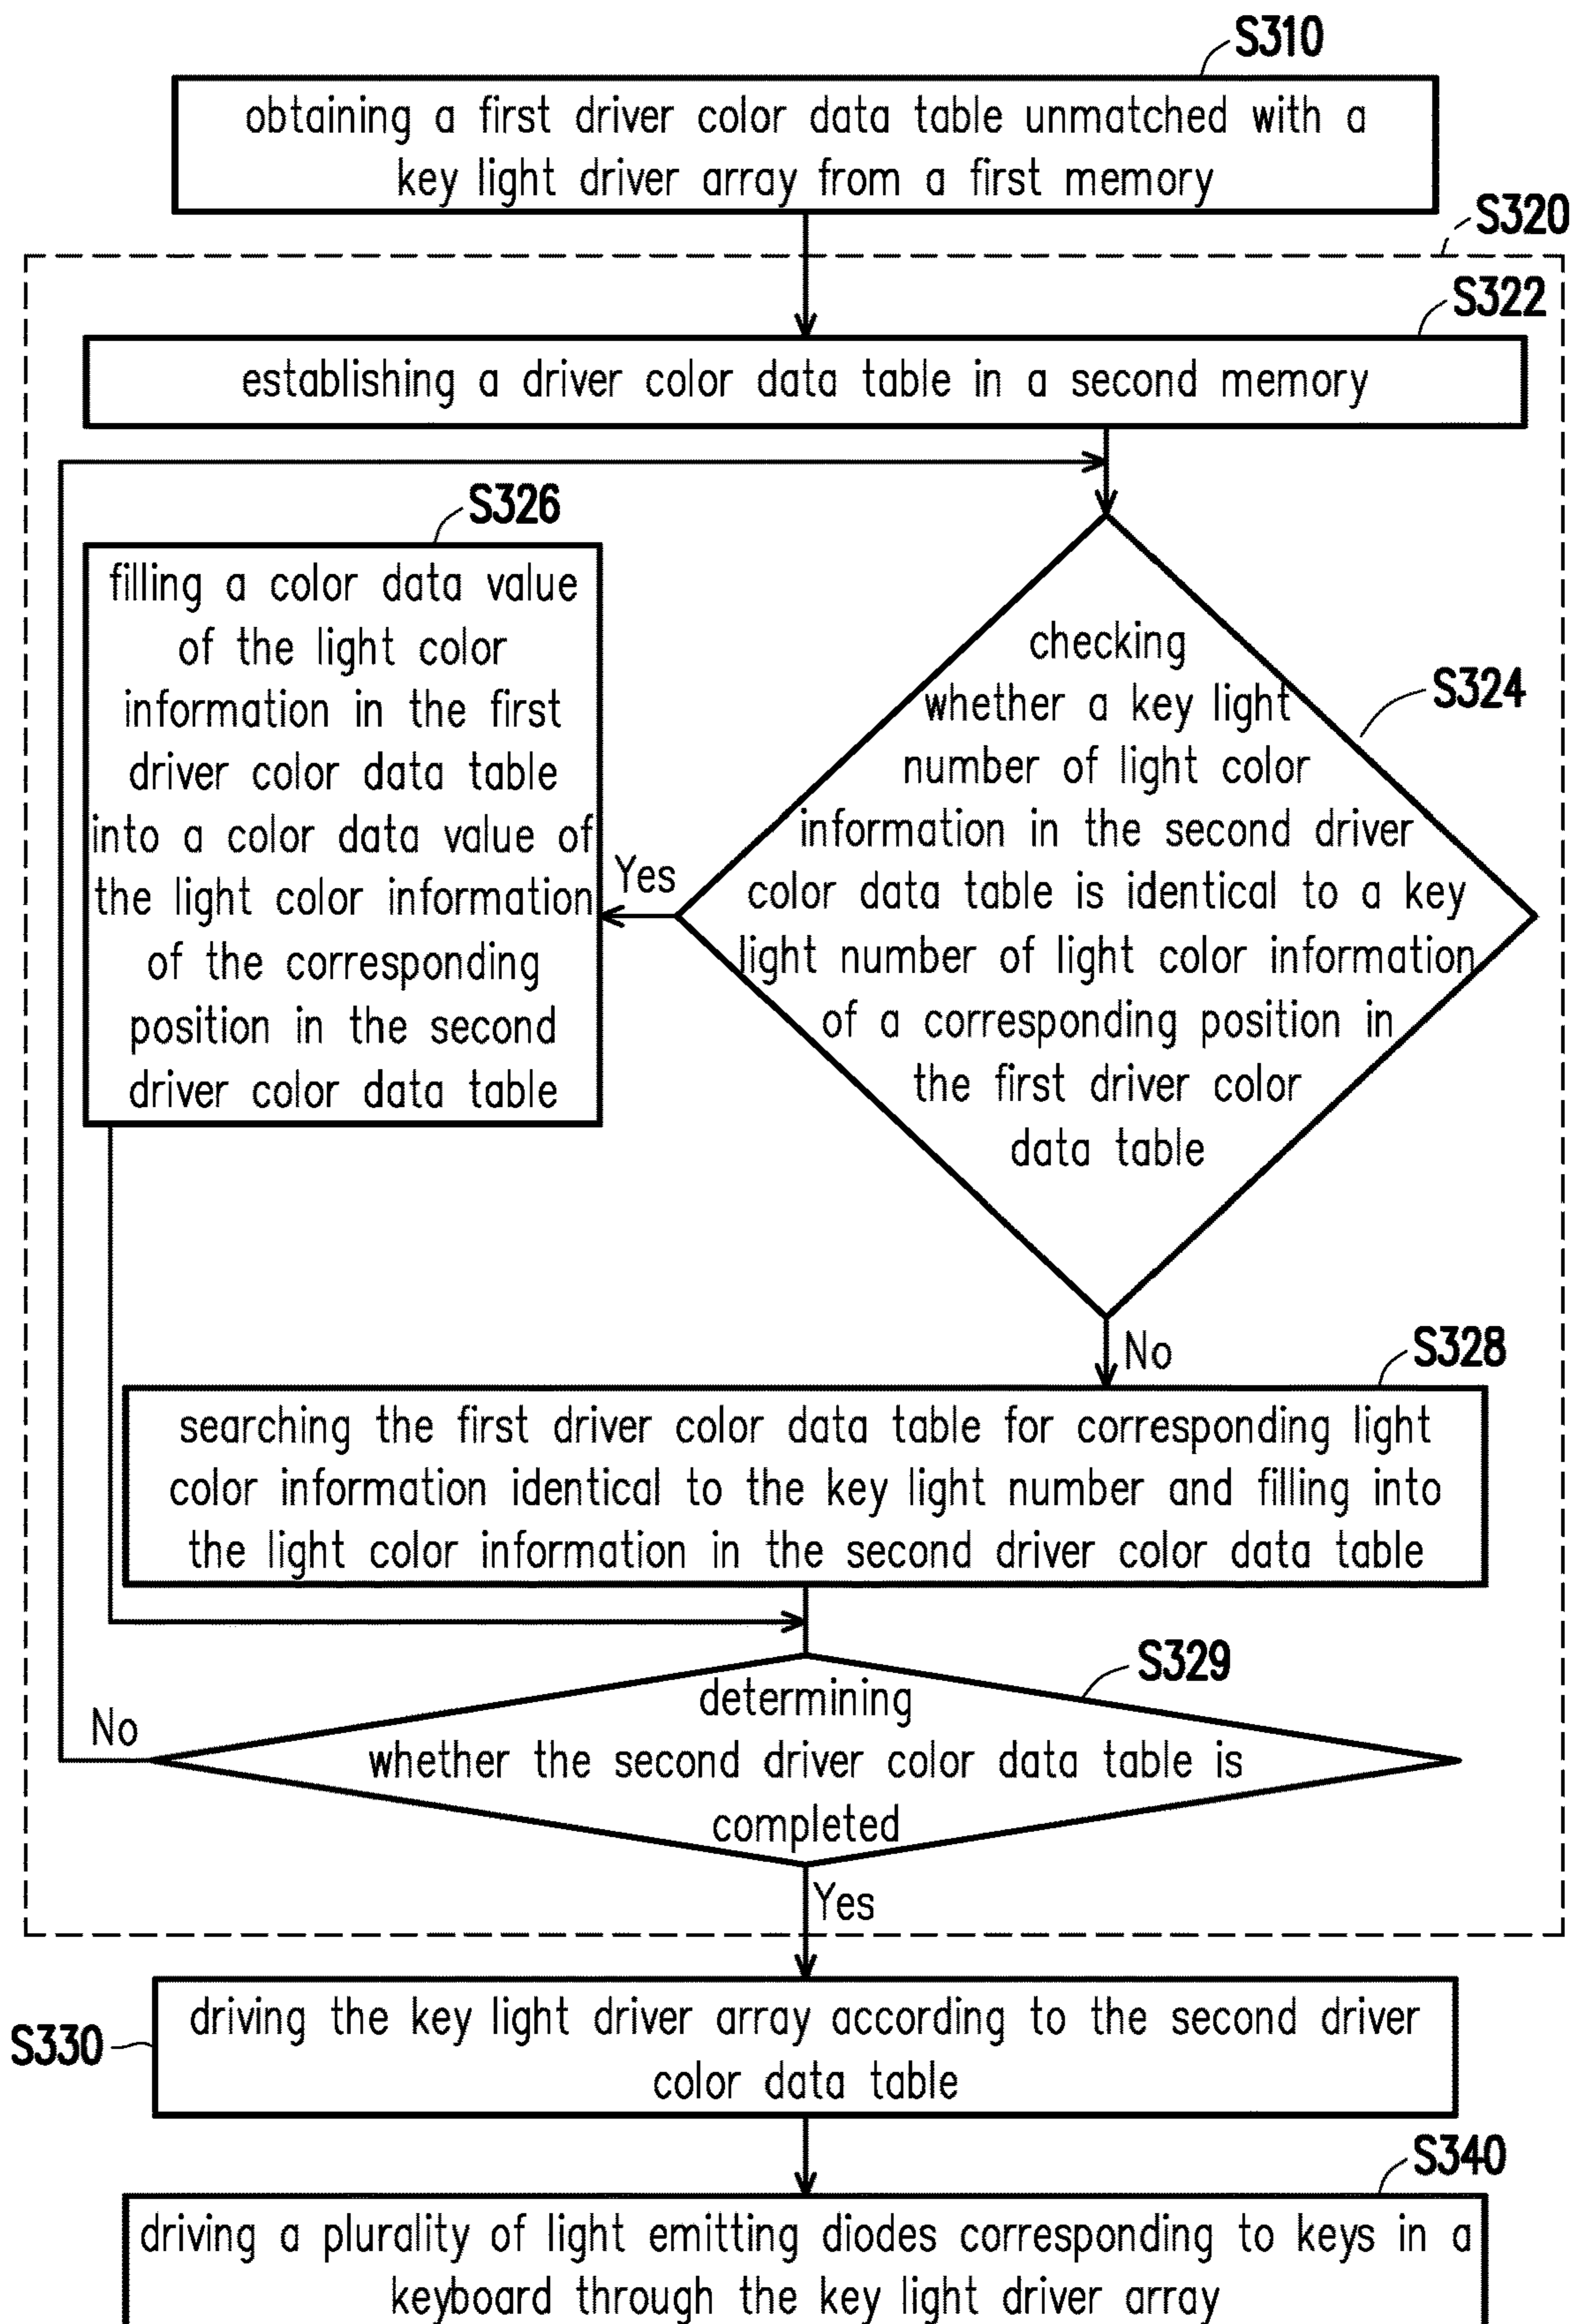 S310
obtaining a first driver color data table unmatched with a
key light driver array from a first memory
S320
S322
establishing a driver color data table in a second memory
S326
filling a color data value
of the light color
information in the first
driver color data table
into a color data value of
the light color information
of the corresponding
position in the second
driver color data table
Yes
checking
whether a key light
number of light color
information in the second driver
color data table is identical to a key
light number of light color information
of a corresponding position in
the first driver color
data table
S324
No
S328
searching the first driver color data table for corresponding light
color information identical to the key light number and filling into
the light color information in the second driver color data table
S329
No
determining
whether the second driver color data table is
completed
Yes
S330
driving the key light driver array according to the second driver
color data table
S340
driving a plurality of light emitting diodes corresponding to keys in a
keyboard through the key light driver array